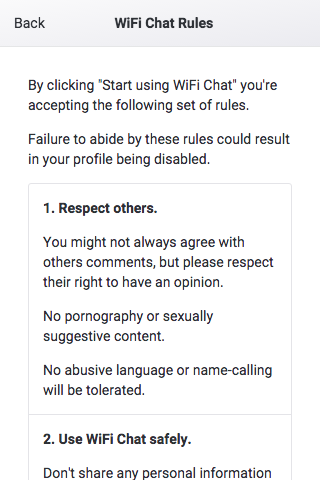 Back WiFi Chat Rules
By clicking "Start using WiFi Chat" you're
accepting the following set of rules.
Failure to abide by these rules could result
in your profile being disabled.
1. Respect others.
You might not always agree with
others comments, but please respect
their right to have an opinion.
No pornography or sexually
suggestive content.
No abusive language or name-calling
will be tolerated.
2. Use WiFi Chat safely.
Don't share any personal information